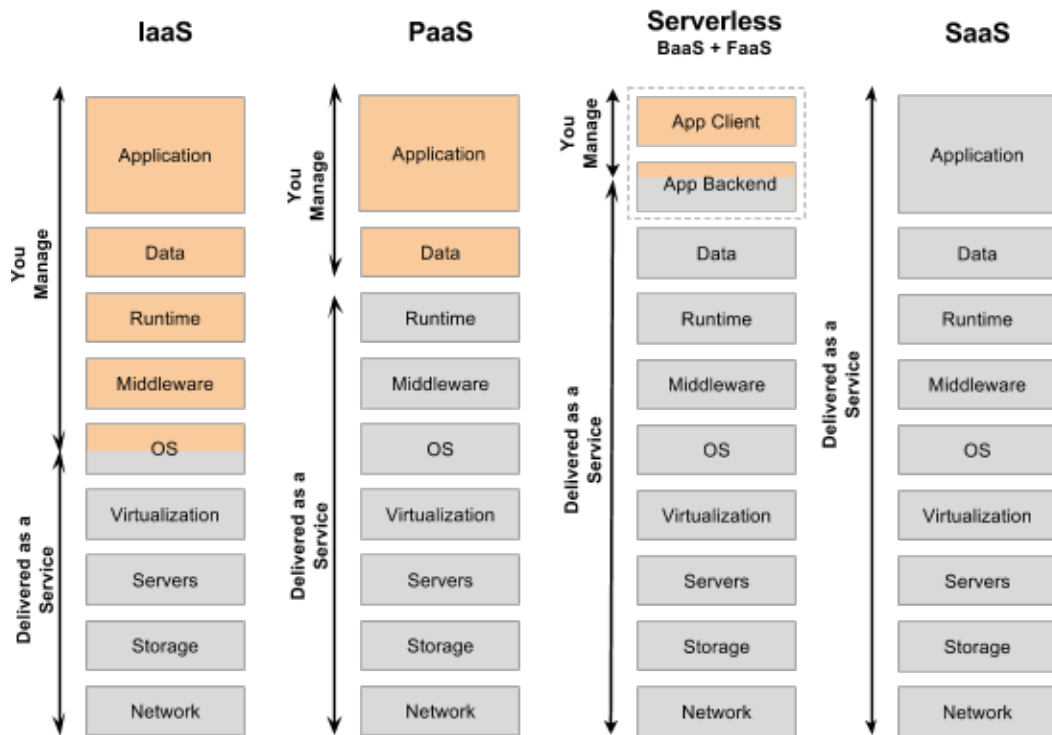 IaaS
PaaS
Serverless
BaaS + FaaS
SaaS
You
Manage
Delivered as a
Service
Application
Data
Runtime
Middleware
OS
Virtualization
Servers
Storage
Network
You
Manage
Delivered as a
Service
Application
Data
Runtime
Middleware
OS
Virtualization
Servers
Storage
Network
You
Manage
Delivered as a
Service
App Client
App Backend
Data
Runtime
Middleware
OS
Virtualization
Servers
Storage
Network
Delivered as a
Service
Application
Data
Runtime
Middleware
OS
Virtualization
Servers
Storage
Network